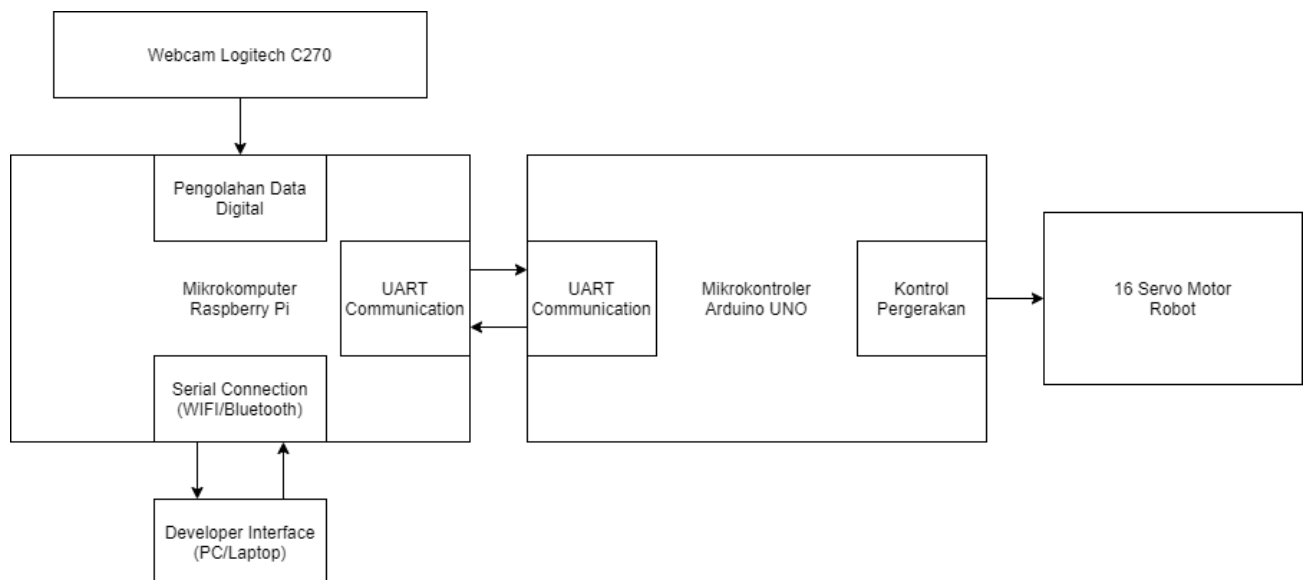 Webcam Logitech C270
Pengolahan Data
Digital
Mikrokomputer
Raspberry Pi
UART
Communication
Serial Connection
(WIFI/Bluetooth)
Developer Interface
(PC/Laptop)
UART
Communication
Mikrokontroler
Arduino UNO
Kontrol
Pergerakan
16 Servo Motor
Robot